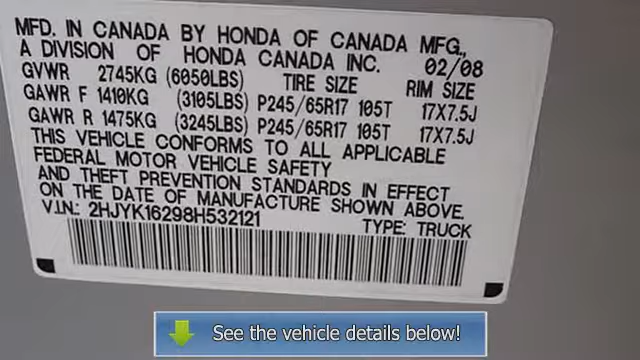 MFD. IN CANADA BY HONDA OF CANADA MFG.,
A DIVISION OF HONDA CANADA INC. 02/08
GVWR 2745KG (6050LBS) TIRE SIZE RIM SIZE
GAWR F 1410KG (3105LBS) P245/65R17 105T 17X7.5J
GAWR R 1475KG (3245LBS) P245/65R17 105T 17X7.5J
THIS VEHICLE CONFORMS TO ALL APPLICABLE
FEDERAL MOTOR VEHICLE SAFETY
AND THEFT PREVENTION STANDARDS IN EFFECT
ON THE DATE OF MANUFACTURE SHOWN ABOVE.
V.I.N.: 2HJYK16298H532121 TYPE: TRUCK
See the vehicle details below!